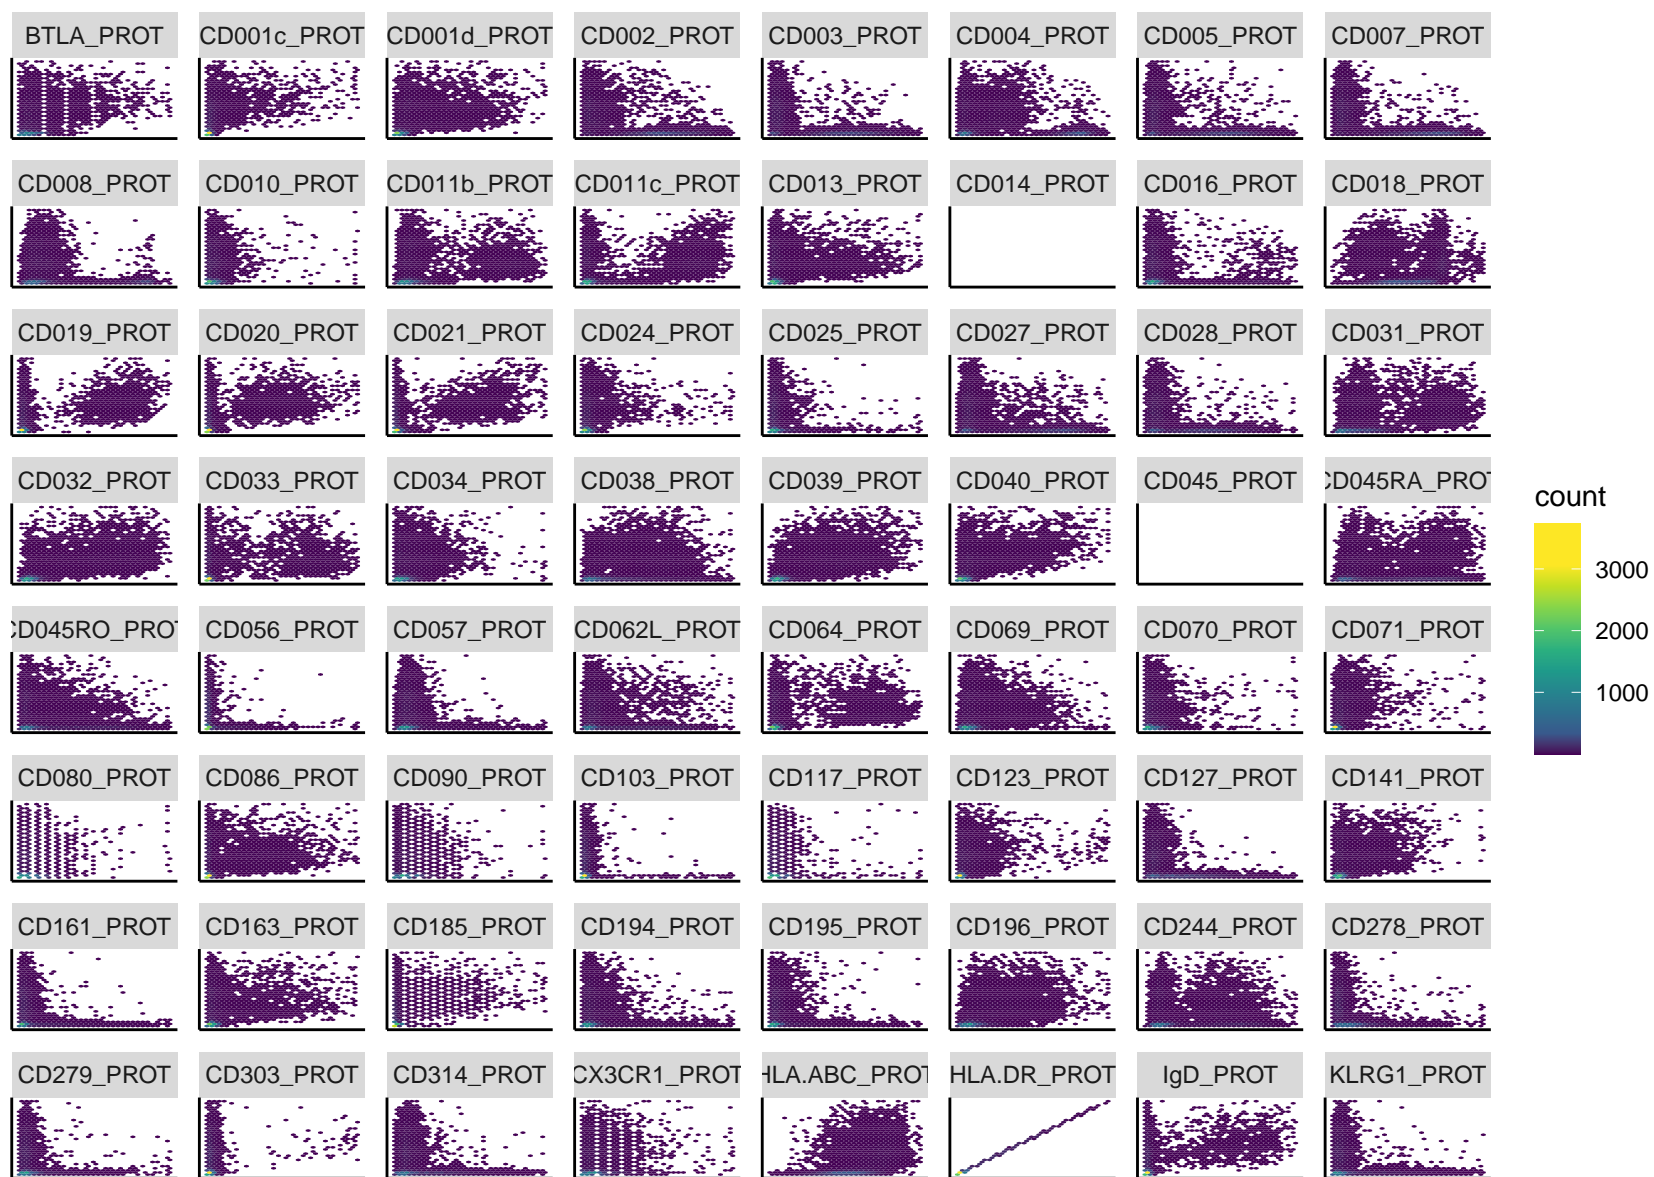 BTLA_PROT CD001c_PROT CD001d_PROT CD002_PROT CD003_PROT CD004_PROT CD005_PROT CD007_PROT
CD008_PROT CD010_PROT CD011b_PROT CD011c_PROT CD013_PROT CD014_PROT CD016_PROT CD018_PROT
CD019_PROT CD020_PROT CD021_PROT CD024_PROT CD025_PROT CD027_PROT CD028_PROT CD031_PROT
CD032_PROT CD033_PROT CD034_PROT CD038_PROT CD039_PROT CD040_PROT CD045_PROT CD045RA_PROT
count
3000
2000
1000
CD045RO_PROT CD056_PROT CD057_PROT CD062L_PROT CD064_PROT CD069_PROT CD070_PROT CD071_PROT
CD080_PROT CD086_PROT CD090_PROT CD103_PROT CD117_PROT CD123_PROT CD127_PROT CD141_PROT
CD161_PROT CD163_PROT CD185_PROT CD194_PROT CD195_PROT CD196_PROT CD244_PROT CD278_PROT
CD279_PROT CD303_PROT CD314_PROT CX3CR1_PROT HLA.ABC_PROT HLA.DR_PROT IgD_PROT KLRG1_PROT